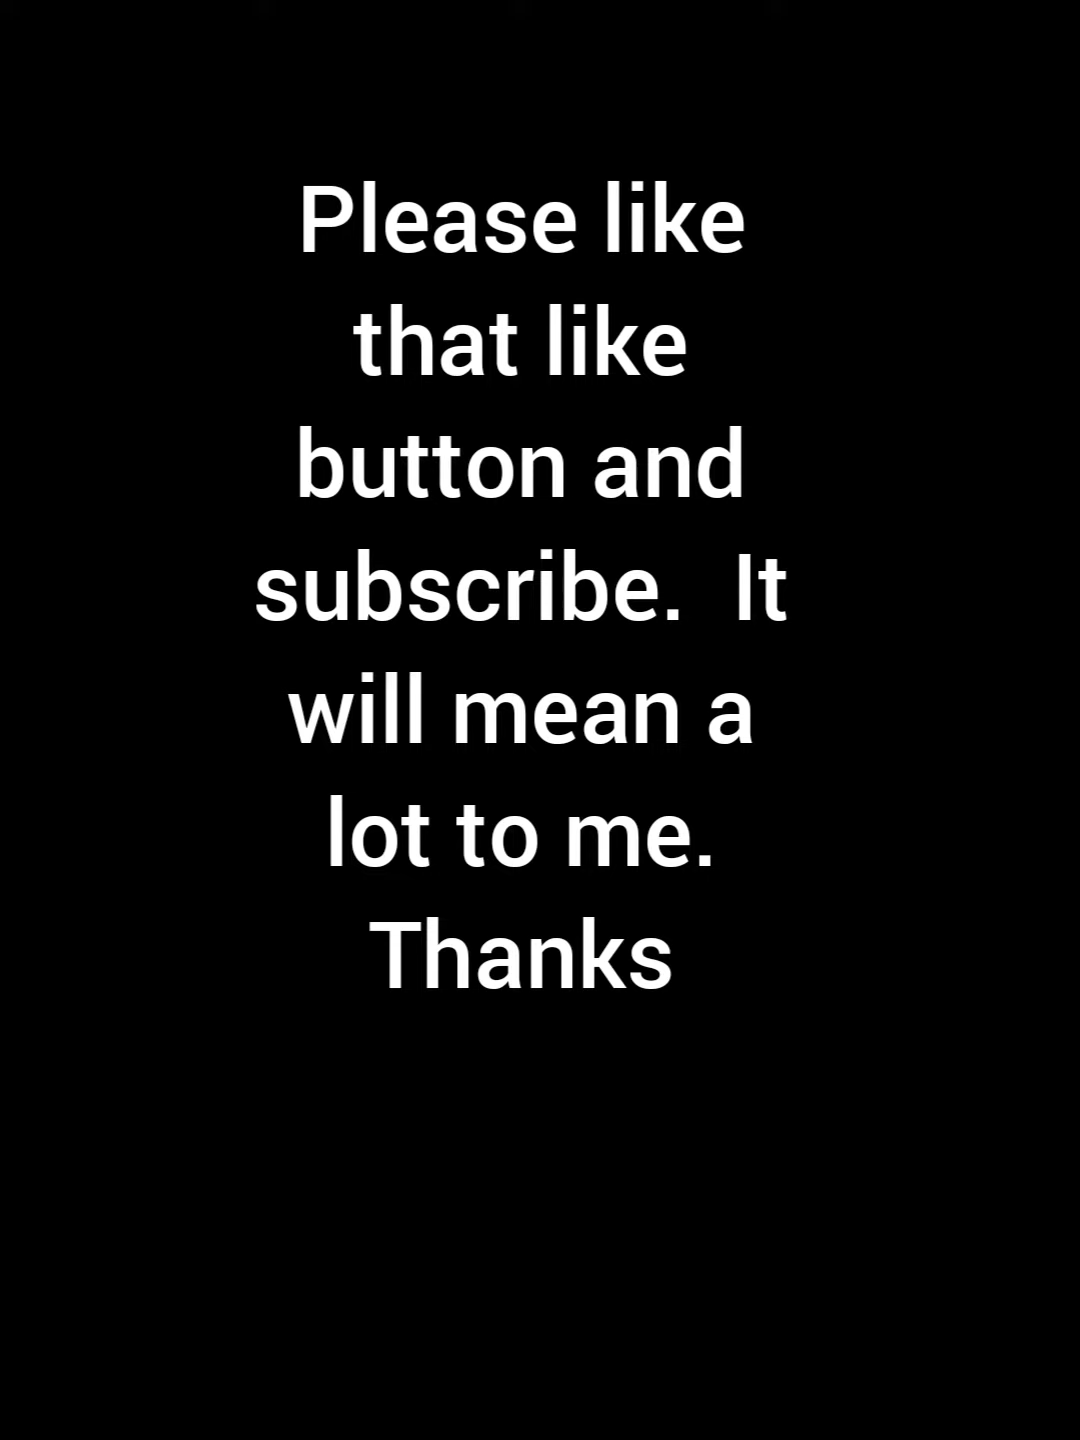 Please like
that like
button and
subscribe.  It
will mean a
lot to me.
Thanks